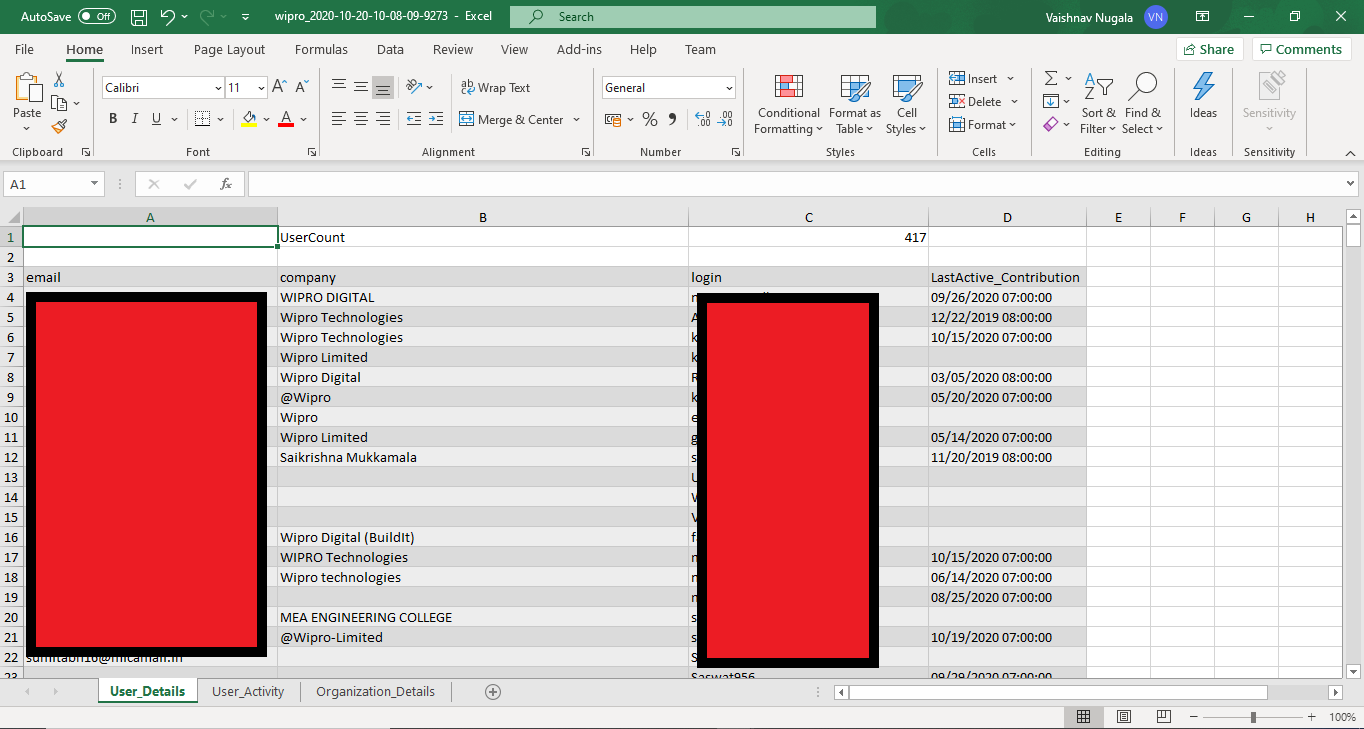 AutoSave Off wipro_2020-10-20-10-08-09-9273 - Excel Search Vaishnav Nugala VN
File Home Insert Page Layout Formulas Data Review View Add-ins Help Team Share Comments
Calibri 11 A A Wrap Text General Insert Σ
Paste B I U A Merge & Center % Conditional Formatting Format as Table Cell Styles Delete Format Sort & Filter Find & Select Ideas Sensitivity
Clipboard Font Alignment Number Styles Cells Editing Ideas Sensitivity
A1 fx
A B C D E F G H
1 UserCount 417
2
3 email company login LastActive_Contribution
4 WIPRO DIGITAL 09/26/2020 07:00:00
5 Wipro Technologies A 12/22/2019 08:00:00
6 Wipro Technologies k 10/15/2020 07:00:00
7 Wipro Limited k
8 Wipro Digital R 03/05/2020 08:00:00
9 @Wipro k 05/20/2020 07:00:00
10 Wipro e
11 Wipro Limited g 05/14/2020 07:00:00
12 Saikrishna Mukkamala s 11/20/2019 08:00:00
13
14
15
16 Wipro Digital (BuildIt) f
17 WIPRO Technologies 10/15/2020 07:00:00
18 Wipro technologies 06/14/2020 07:00:00
19 08/25/2020 07:00:00
20 MEA ENGINEERING COLLEGE s
21 @Wipro-Limited s 10/19/2020 07:00:00
22 sumitabh16@micamail.in S
23 Saswat956 09/29/2020 07:00:00
User_Details User_Activity Organization_Details
100%